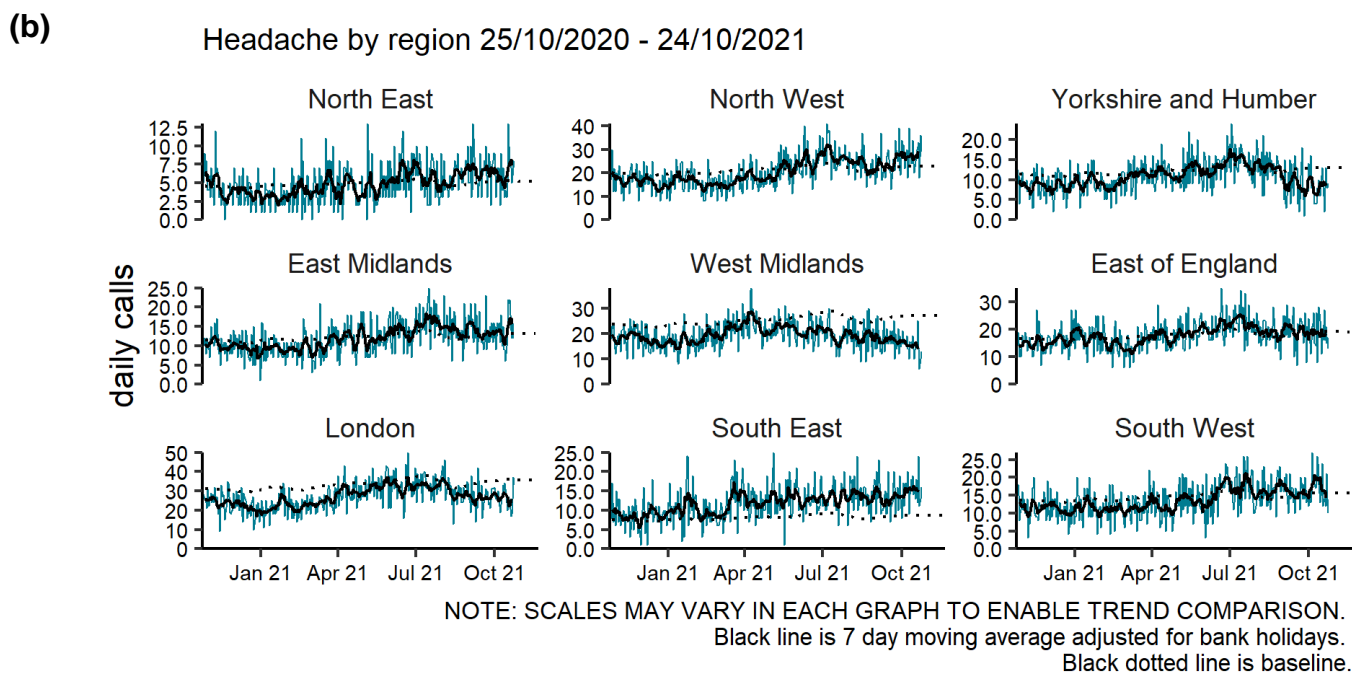 (b)
Headache by region 25/10/2020 - 24/10/2021
daily calls
North East
12.5
10.0
7.5
5.0
2.5
0.0
North West
40
30
20
10
0
Yorkshire and Humber
20.0
15.0
10.0
5.0
0.0
East Midlands
25.0
20.0
15.0
10.0
5.0
0.0
West Midlands
30
20
10
0
East of England
30
20
10
0
London
50
40
30
20
10
0
South East
25.0
20.0
15.0
10.0
5.0
0.0
South West
25.0
20.0
15.0
10.0
5.0
0.0
Jan 21 Apr 21 Jul 21 Oct 21
Jan 21 Apr 21 Jul 21 Oct 21
Jan 21 Apr 21 Jul 21 Oct 21
NOTE: SCALES MAY VARY IN EACH GRAPH TO ENABLE TREND COMPARISON.
Black line is 7 day moving average adjusted for bank holidays.
Black dotted line is baseline.